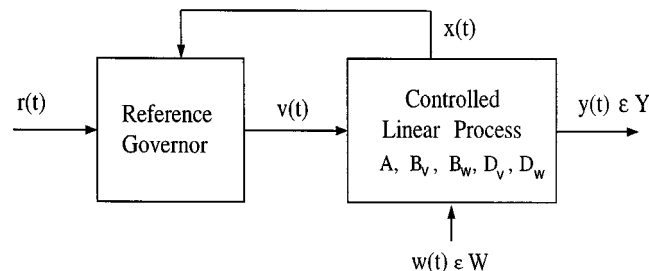 x(t)
r(t)
Reference
Governor
v(t)
Controlled
Linear Process
A, B_v, B_w, D_v, D_w
y(t) ε Y
w(t) ε W